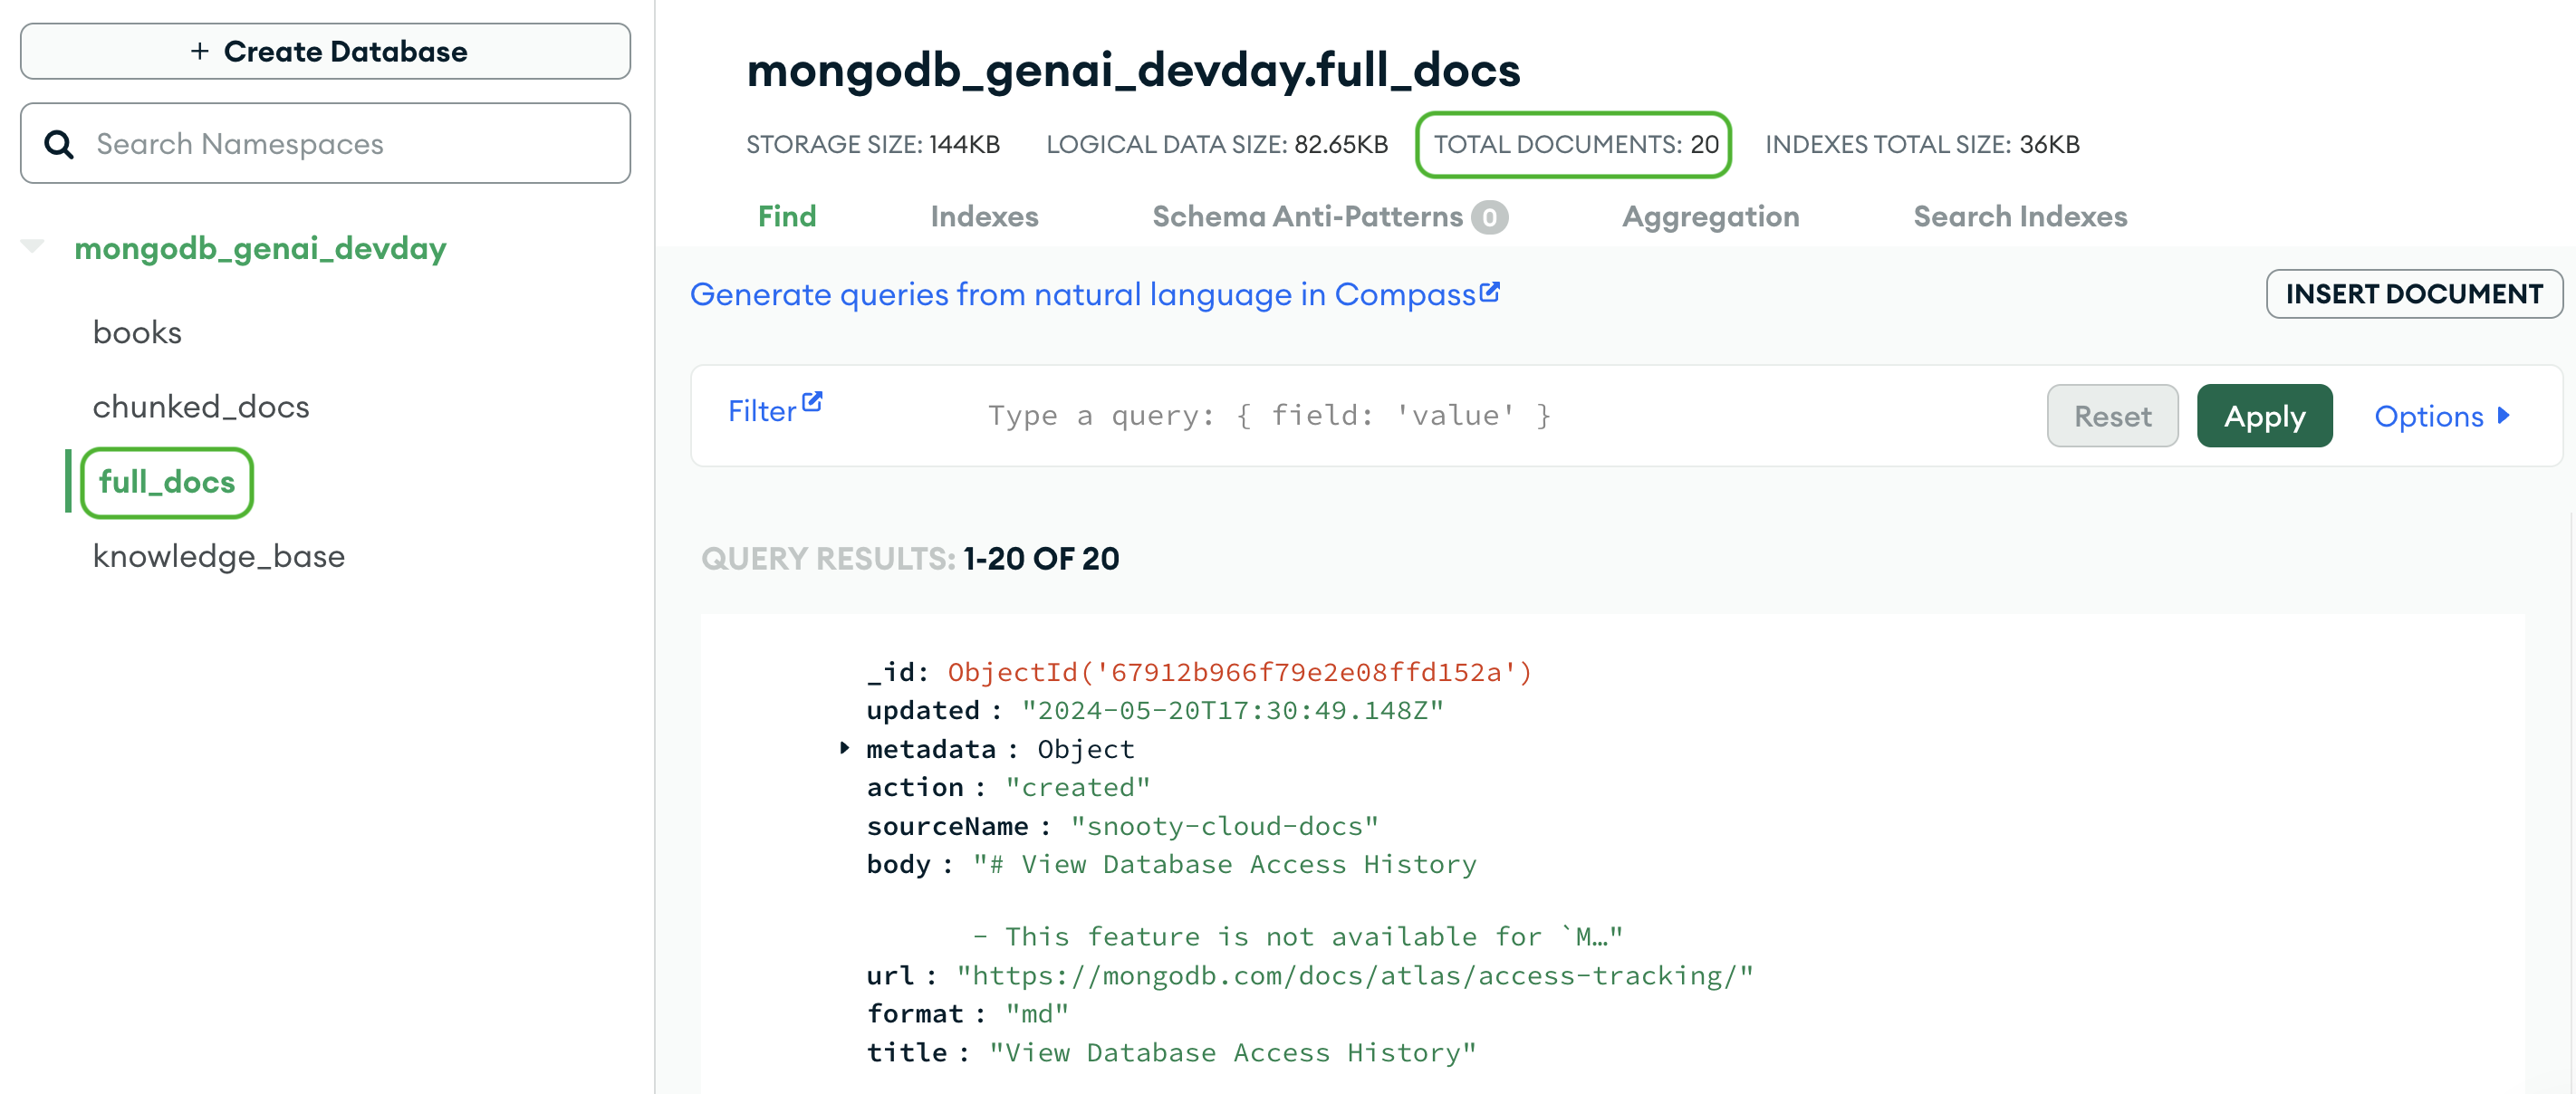 + Create Database
Search Namespaces
mongodb_genai_devday
books
chunked_docs
full_docs
knowledge_base
mongodb_genai_devday.full_docs
STORAGE SIZE: 144KB LOGICAL DATA SIZE: 82.65KB TOTAL DOCUMENTS: 20 INDEXES TOTAL SIZE: 36KB
Find Indexes Schema Anti-Patterns 0 Aggregation Search Indexes
Generate queries from natural language in Compass
INSERT DOCUMENT
Filter Type a query: { field: 'value' } Reset Apply Options
QUERY RESULTS: 1-20 OF 20
_id: ObjectId('67912b966f79e2e08ffd152a')
updated : "2024-05-20T17:30:49.148Z"
metadata : Object
action : "created"
sourceName : "snooty-cloud-docs"
body : "# View Database Access History
- This feature is not available for `M…"
url : "https://mongodb.com/docs/atlas/access-tracking/"
format : "md"
title : "View Database Access History"